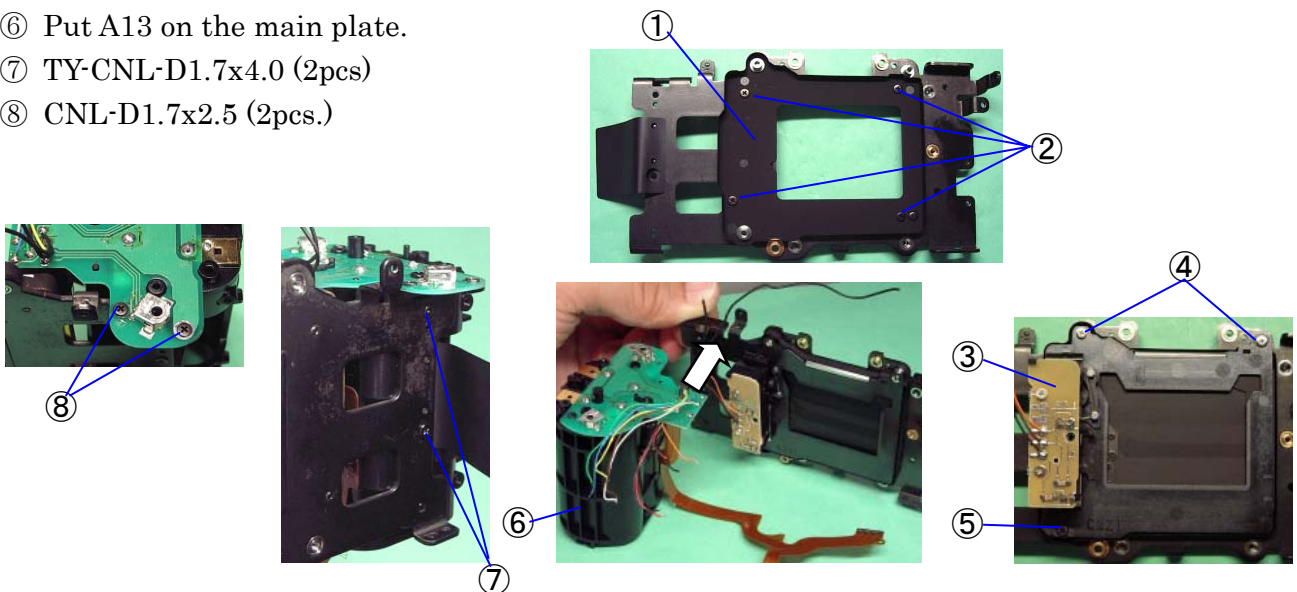 ⑥ Put A13 on the main plate.
⑦ TY-CNL-D1.7x4.0 (2pcs)
⑧ CNL-D1.7x2.5 (2pcs.)
①
②
④
③
⑧
⑥
⑤
⑦